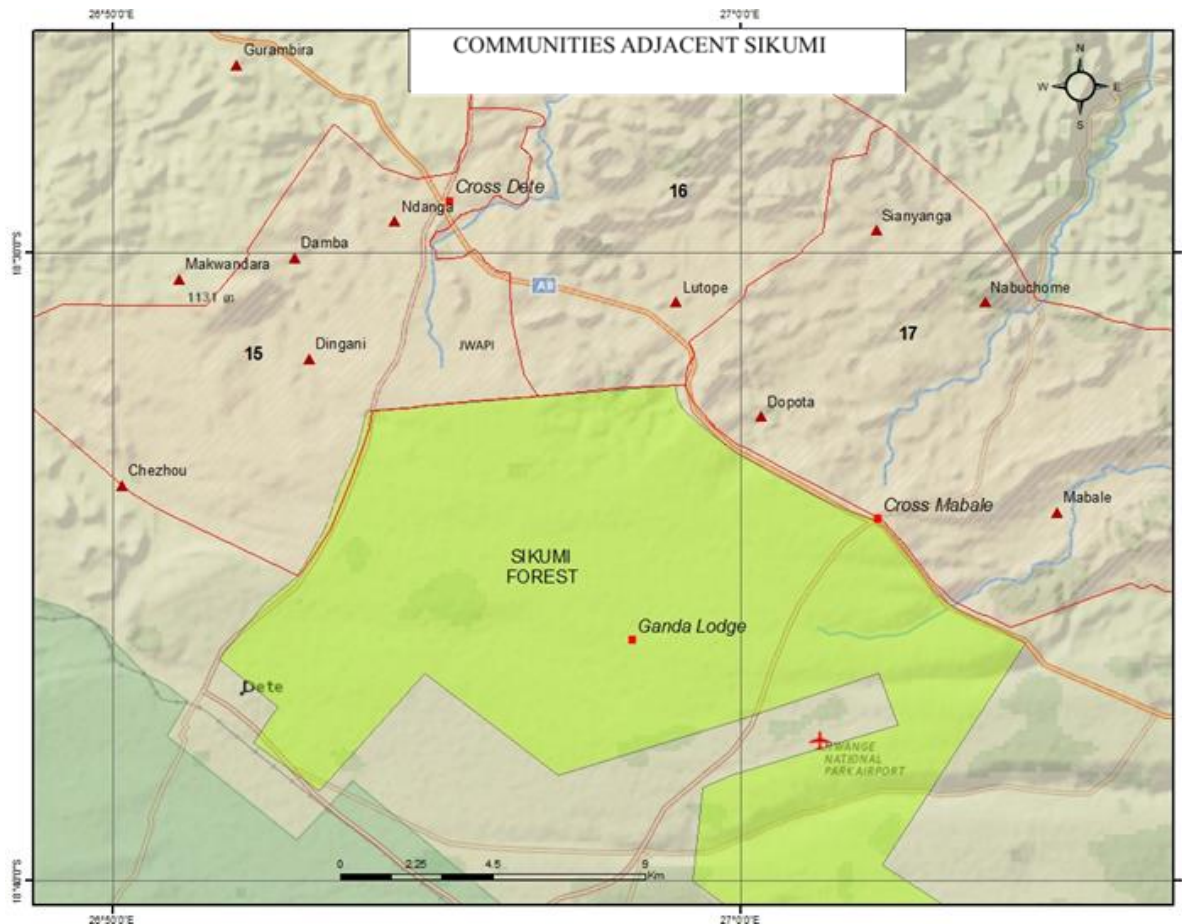 26°50'0"E
27°0'0"E
COMMUNITIES ADJACENT SIKUMI
Gurambira
N
W
E
S
Cross Dete
16
Ndanga
Sianyanga
Damba
18°30'0"S
Makwandara
1131 m
A8
Lutope
Nabuchome
15
Dingani
JWAPI
17
Dopota
Chezhou
Cross Mabale
Mabale
SIKUMI
FOREST
Ganda Lodge
Dete
HWANGE
NATIONAL
PARK AIRPORT
0
2.25
4.5
9
Km
18°40'0"S
26°50'0"E
27°0'0"E